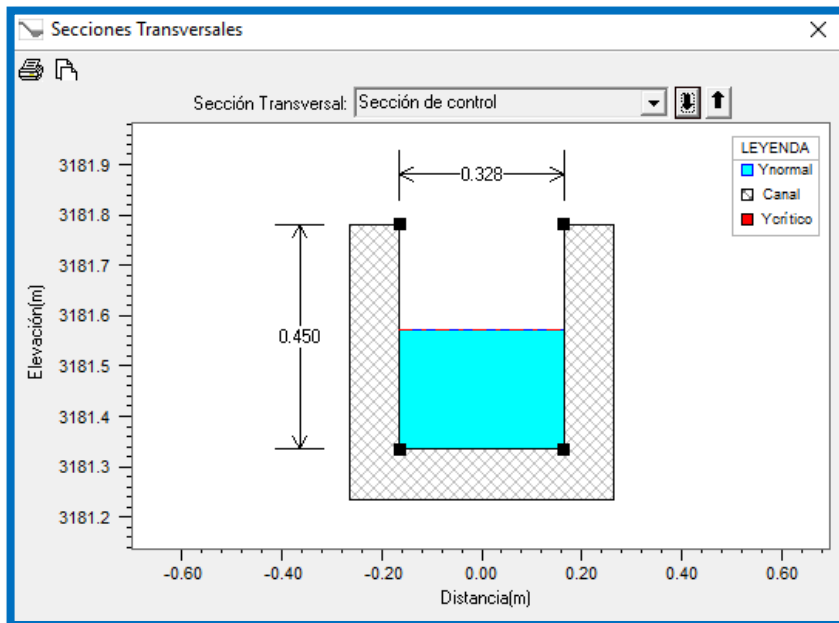 Secciones Transversales
Sección Transversal: Sección de control
LEYENDA
Ynormal
Canal
Ycrítico
0.328
0.450
Elevación(m)
3181.9
3181.8
3181.7
3181.6
3181.5
3181.4
3181.3
3181.2
-0.60 -0.40 -0.20 0.00 0.20 0.40 0.60
Distancia(m)